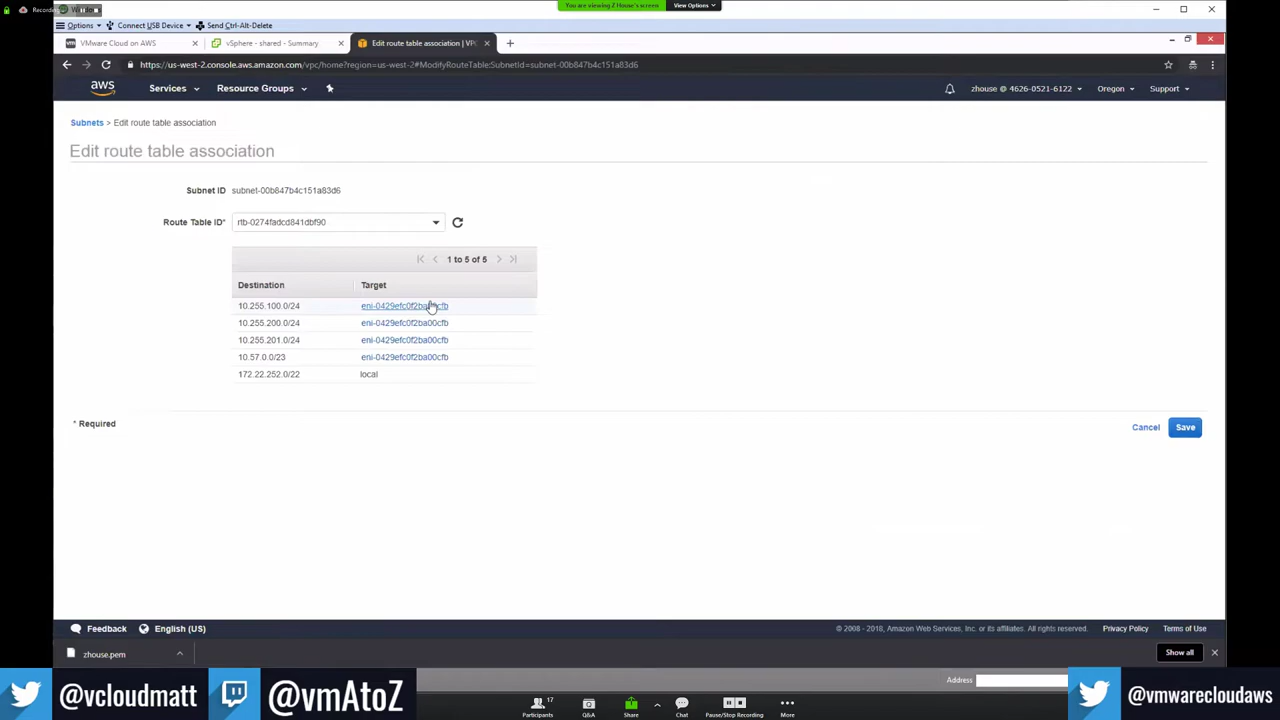 Recording
You are viewing Z House's screen
View Options
Options
Connect USB Device
Send Ctrl-Alt-Delete
VMware Cloud on AWS
vSphere - shared - Summary
Edit route table association | VPC
https://us-west-2.console.aws.amazon.com/vpc/home?region=us-west-2#ModifyRouteTable:SubnetId=subnet-00b847b4c151a83d6
aws
Services
Resource Groups
zhouse @ 4626-0521-6122
Oregon
Support
Subnets > Edit route table association
Edit route table association
Subnet ID subnet-00b847b4c151a83d6
Route Table ID* rtb-0274fadcd841dbf90
1 to 5 of 5
Destination Target
10.255.100.0/24 eni-0429efc0f2ba00cfb
10.255.200.0/24 eni-0429efc0f2ba00cfb
10.255.201.0/24 eni-0429efc0f2ba00cfb
10.57.0.0/23 eni-0429efc0f2ba00cfb
172.22.252.0/22 local
* Required
Cancel
Save
Feedback
English (US)
© 2008 - 2018, Amazon Web Services, Inc. or its affiliates. All rights reserved.
Privacy Policy
Terms of Use
zhouse.pem
Show all
@vcloudmatt
@vmAtoZ
Address
@vmwarecloudaws
17
Participants
Q&A
Share
Chat
Pause/Stop Recording
More